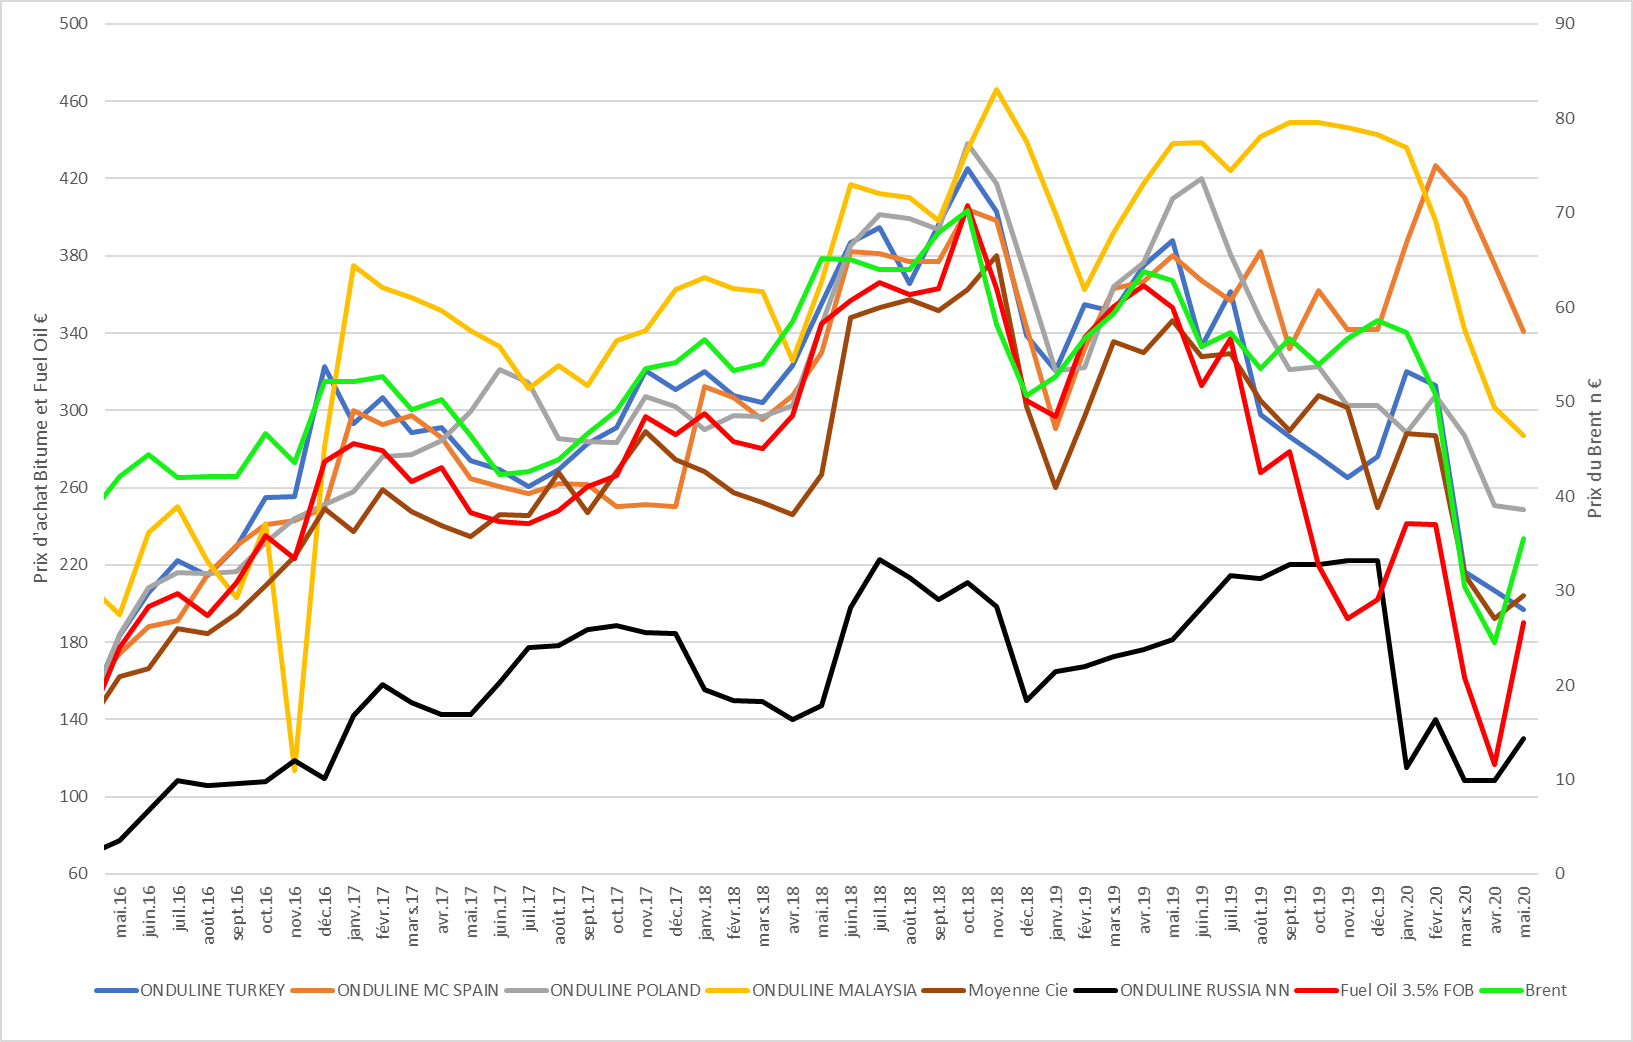 500
460
420
380
340
300
260
220
180
140
100
60
Prix d'achat Bitume et Fuel Oil €
90
80
70
60
50
40
30
20
10
0
Prix du Brent n €
mai.16
juin.16
juil.16
août.16
sept.16
oct.16
nov.16
déc.16
janv.17
févr.17
mars.17
avr.17
mai.17
juin.17
juil.17
août.17
sept.17
oct.17
nov.17
déc.17
janv.18
févr.18
mars.18
avr.18
mai.18
juin.18
juil.18
août.18
sept.18
oct.18
nov.18
déc.18
janv.19
févr.19
mars.19
avr.19
mai.19
juin.19
juil.19
août.19
sept.19
oct.19
nov.19
déc.19
janv.20
févr.20
mars.20
avr.20
mai.20
ONDULINE TURKEY ONDULINE MC SPAIN ONDULINE POLAND ONDULINE MALAYSIA Moyenne Cie ONDULINE RUSSIA NN Fuel Oil 3.5% FOB Brent